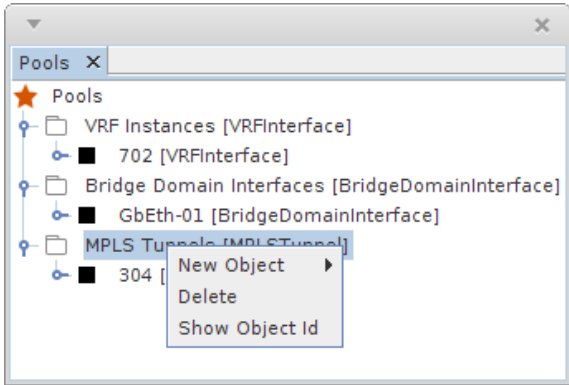 Pools
Pools
VRF Instances [VRFInterface]
702 [VRFInterface]
Bridge Domain Interfaces [BridgeDomainInterface]
GbEth-01 [BridgeDomainInterface]
MPLS Tunnels [MPLSTunnel]
304 [
New Object
Delete
Show Object Id